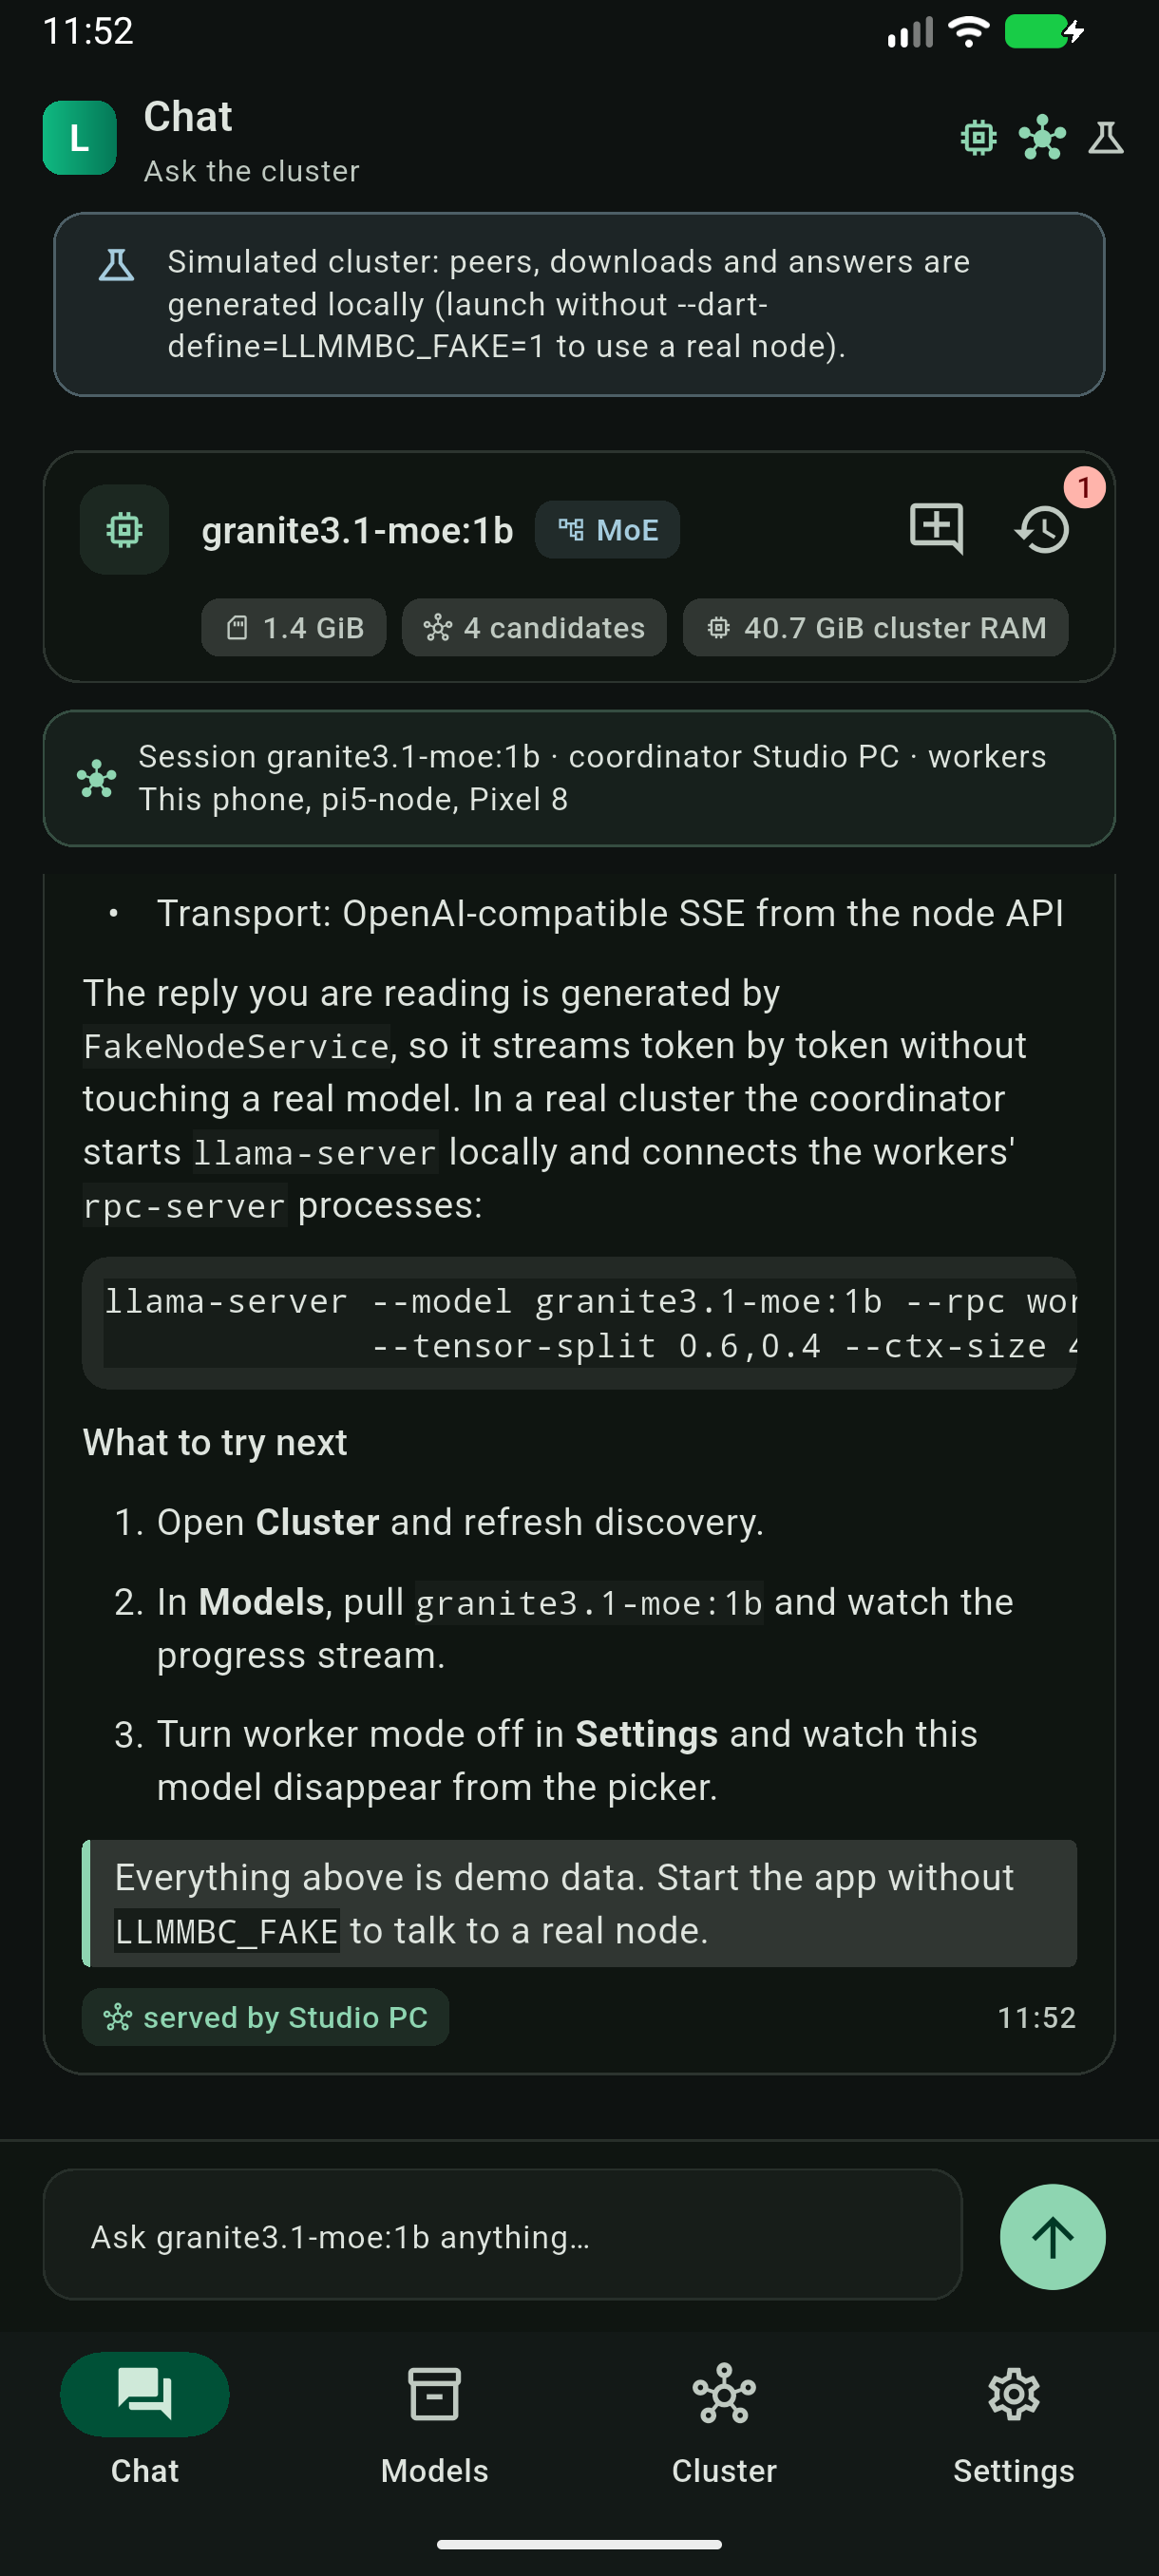 11:52
L
Chat
Ask the cluster
Simulated cluster: peers, downloads and answers are
generated locally (launch without --dart-
define=LLMMBC_FAKE=1 to use a real node).
1
granite3.1-moe:1b
MoE
1.4 GiB
4 candidates
40.7 GiB cluster RAM
Session granite3.1-moe:1b · coordinator Studio PC · workers
This phone, pi5-node, Pixel 8
• Transport: OpenAI-compatible SSE from the node API
The reply you are reading is generated by
FakeNodeService, so it streams token by token without
touching a real model. In a real cluster the coordinator
starts llama-server locally and connects the workers'
rpc-server processes:
llama-server --model granite3.1-moe:1b --rpc wor
--tensor-split 0.6,0.4 --ctx-size 4
What to try next
1. Open Cluster and refresh discovery.
2. In Models, pull granite3.1-moe:1b and watch the
progress stream.
3. Turn worker mode off in Settings and watch this
model disappear from the picker.
Everything above is demo data. Start the app without
LLMMBC_FAKE to talk to a real node.
served by Studio PC
11:52
Ask granite3.1-moe:1b anything…
Chat
Models
Cluster
Settings